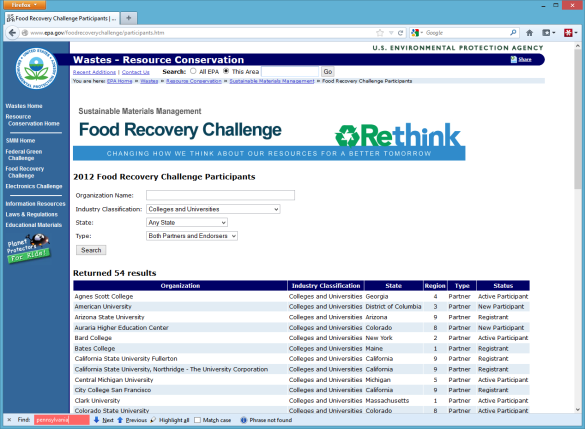 Firefox
Food Recovery Challenge Participants | ...
www.epa.gov/foodrecoverychallenge/participants.htm
Google
U.S. ENVIRONMENTAL PROTECTION AGENCY
Wastes - Resource Conservation
Share
Recent Additions | Contact Us Search: All EPA This Area Go
You are here: EPA Home » Wastes » Resource Conservation » Sustainable Materials Management » Food Recovery Challenge Participants
Wastes Home
Resource Conservation Home
SMM Home
Federal Green Challenge
Food Recovery Challenge
Electronics Challenge
Information Resources
Laws & Regulations
Educational Materials
Planet Protectors
For Kids!
Sustainable Materials Management
Food Recovery Challenge
Rethink
CHANGING HOW WE THINK ABOUT OUR RESOURCES FOR A BETTER TOMORROW
2012 Food Recovery Challenge Participants
Organization Name:
Industry Classification: Colleges and Universities
State: Any State
Type: Both Partners and Endorsers
Search
Returned 54 results
Organization Industry Classification State Region Type Status
Agnes Scott College Colleges and Universities Georgia 4 Partner Active Participant
American University Colleges and Universities District of Columbia 3 Partner New Participant
Arizona State University Colleges and Universities Arizona 9 Partner Registrant
Auraria Higher Education Center Colleges and Universities Colorado 8 Partner New Participant
Bard College Colleges and Universities New York 2 Partner Active Participant
Bates College Colleges and Universities Maine 1 Partner Registrant
California State University Fullerton Colleges and Universities California 9 Partner Registrant
California State University, Northridge - The University Corporation Colleges and Universities California 9 Partner Registrant
Central Michigan University Colleges and Universities Michigan 5 Partner Active Participant
City College San Francisco Colleges and Universities California 9 Partner Registrant
Clark University Colleges and Universities Massachusetts 1 Partner Active Participant
Colorado State University Colleges and Universities Colorado 8 Partner Active Participant
Find: pennsylvania Next Previous Highlight all Match case Phrase not found